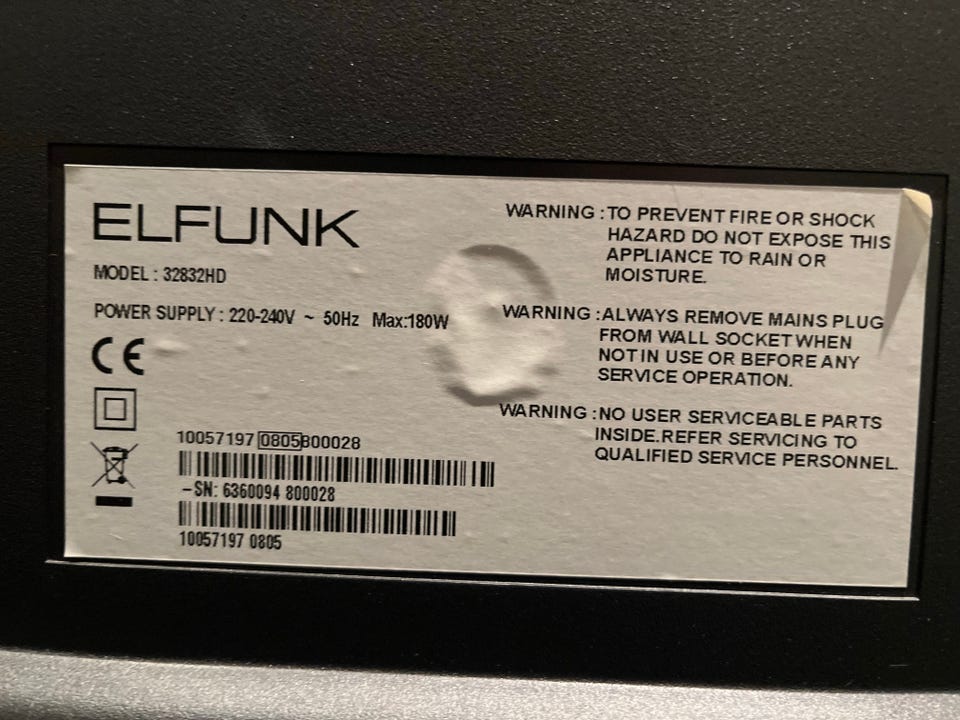 ELFUNK
MODEL : 32832HD
POWER SUPPLY : 220-240V ~ 50Hz Max:180W
CE
10057197 0805 800028
-SN: 6360094 800028
10057197 0805
WARNING : TO PREVENT FIRE OR SHOCK
HAZARD DO NOT EXPOSE THIS
APPLIANCE TO RAIN OR
MOISTURE.
WARNING : ALWAYS REMOVE MAINS PLUG
FROM WALL SOCKET WHEN
NOT IN USE OR BEFORE ANY
SERVICE OPERATION.
WARNING : NO USER SERVICEABLE PARTS
INSIDE.REFER SERVICING TO
QUALIFIED SERVICE PERSONNEL.